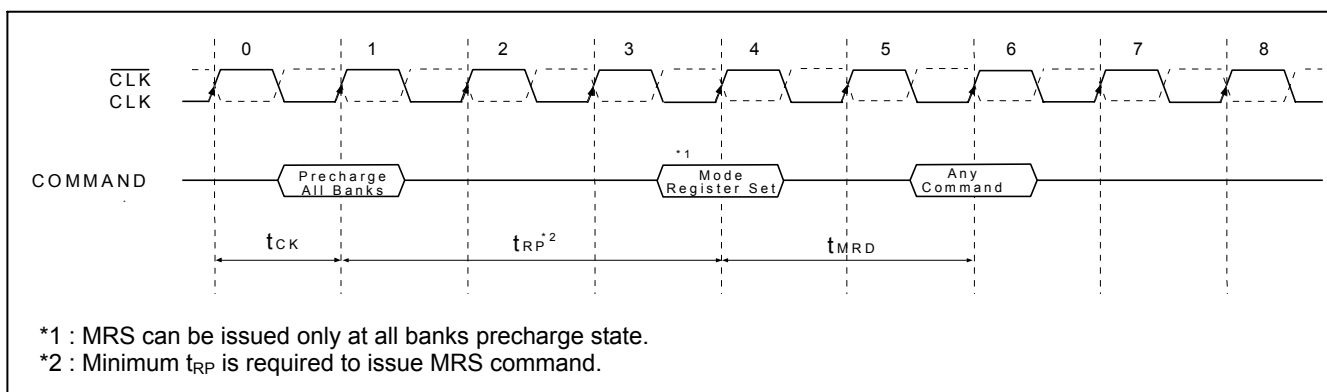 0 1 2 3 4 5 6 7 8
CLK
CLK
COMMAND
Precharge
All Banks
*1
Mode
Register Set
Any
Command
tCK
tRP*2
tMRD
*1 : MRS can be issued only at all banks precharge state.
*2 : Minimum tRP is required to issue MRS command.